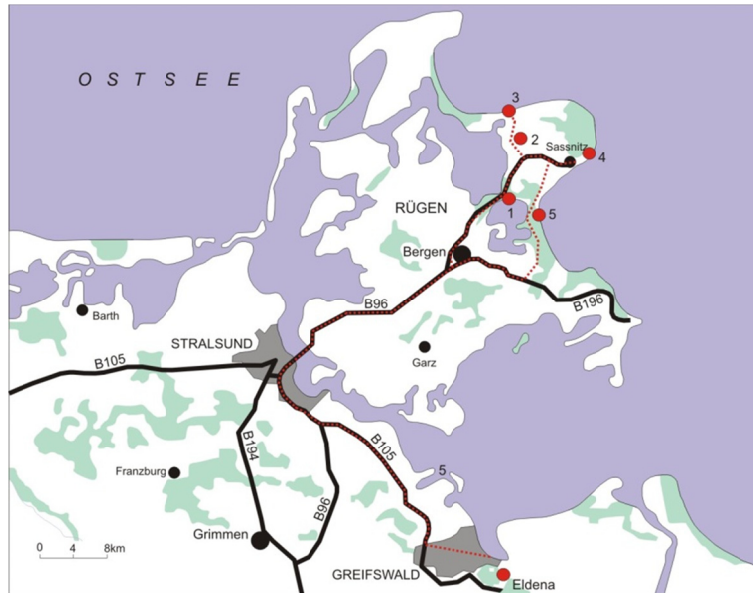 OSTSEE
3
2
Sassnitz
4
1
5
RÜGEN
Bergen
B96
B196
Barth
STRALSUND
B105
Garz
B194
B105
Franzburg
5
B96
Grimmen
0 4 8km
GREIFSWALD
Eldena